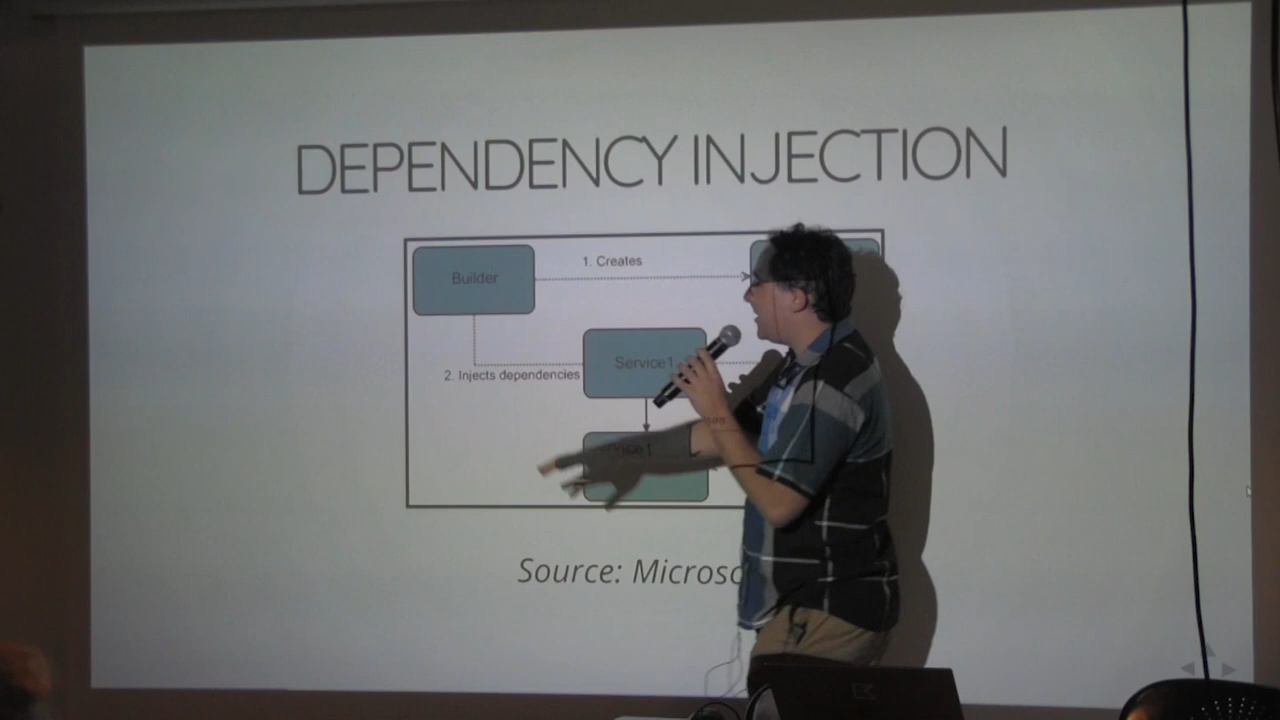 DEPENDENCY INJECTION
Builder
1. Creates
Service1
2. Injects dependencies
Source: Microso